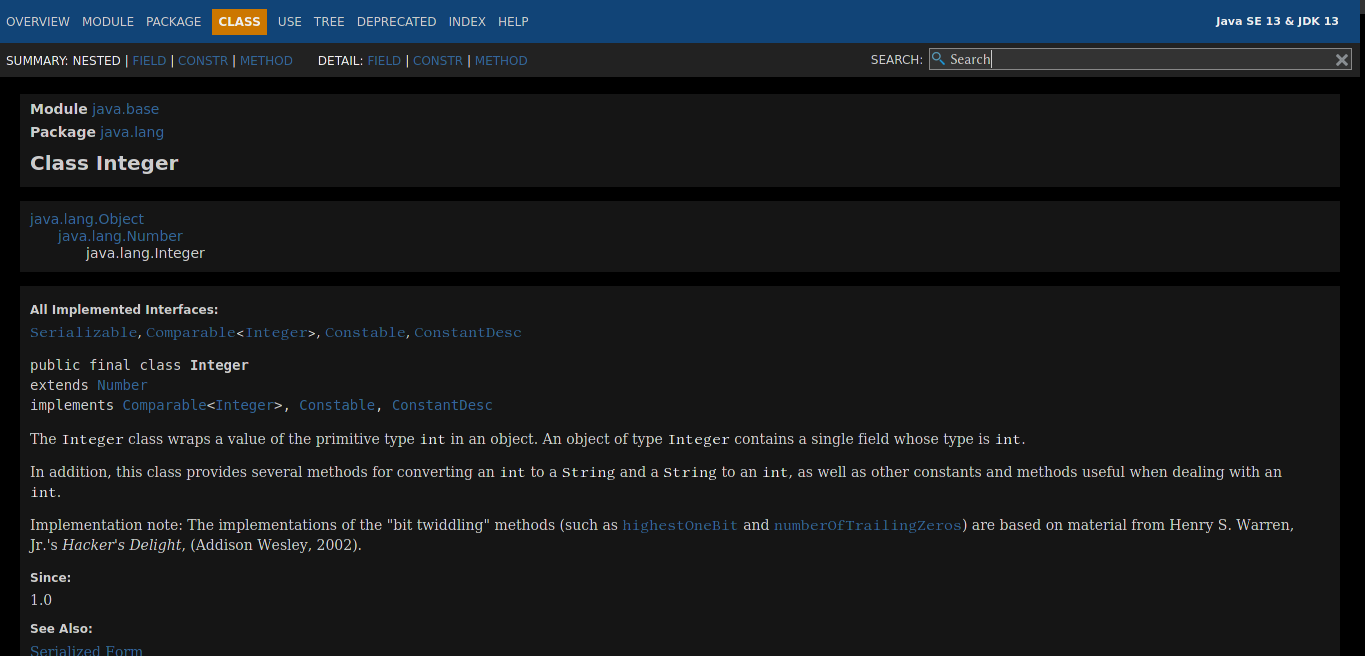 OVERVIEW MODULE PACKAGE CLASS USE TREE DEPRECATED INDEX HELP Java SE 13 & JDK 13
SUMMARY: NESTED | FIELD | CONSTR | METHOD DETAIL: FIELD | CONSTR | METHOD SEARCH: Search
Module java.base
Package java.lang
Class Integer
java.lang.Object
java.lang.Number
java.lang.Integer
All Implemented Interfaces:
Serializable, Comparable<Integer>, Constable, ConstantDesc
public final class Integer
extends Number
implements Comparable<Integer>, Constable, ConstantDesc
The Integer class wraps a value of the primitive type int in an object. An object of type Integer contains a single field whose type is int.
In addition, this class provides several methods for converting an int to a String and a String to an int, as well as other constants and methods useful when dealing with an
int.
Implementation note: The implementations of the "bit twiddling" methods (such as highestOneBit and numberOfTrailingZeros) are based on material from Henry S. Warren,
Jr.'s Hacker's Delight, (Addison Wesley, 2002).
Since:
1.0
See Also:
Serialized Form